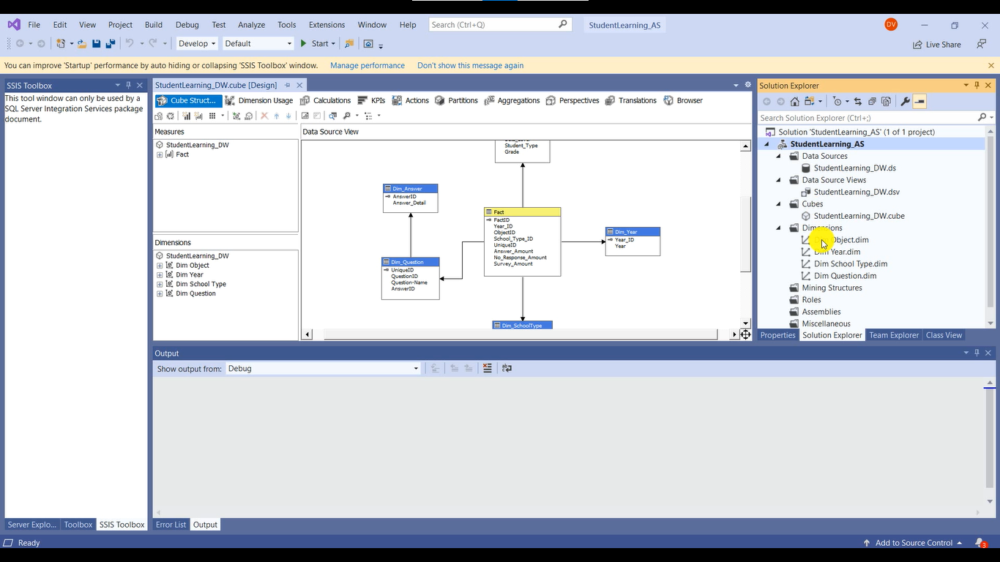 File Edit View Project Build Debug Test Analyze Tools Extensions Window Help Search (Ctrl+Q) StudentLearning_AS DV
Develop Default Start Live Share
You can improve 'Startup' performance by auto hiding or collapsing 'SSIS Toolbox' window. Manage performance Don't show this message again
SSIS Toolbox
This tool window can only be used by a
SQL Server Integration Services package
document.
Server Explo... Toolbox SSIS Toolbox
StudentLearning_DW.cube [Design]
Cube Struct... Dimension Usage Calculations KPIs Actions Partitions Aggregations Perspectives Translations Browser
Measures
StudentLearning_DW
Fact
Dimensions
StudentLearning_DW
Dim Object
Dim Year
Dim School Type
Dim Question
Data Source View
Student_Type
Grade
Dim_Answer
AnswerID
Answer_Detail
Fact
FactID
Year_ID
ObjectID
School_Type_ID
UniqueID
Answer_Amount
No_Response_Amount
Survey_Amount
Dim_Year
Year_ID
Year
Dim_Question
UniqueID
QuestionID
Question-Name
AnswerID
Dim_SchoolType
Solution Explorer
Search Solution Explorer (Ctrl+;)
Solution 'StudentLearning_AS' (1 of 1 project)
StudentLearning_AS
Data Sources
StudentLearning_DW.ds
Data Source Views
StudentLearning_DW.dsv
Cubes
StudentLearning_DW.cube
Dimensions
Dim Object.dim
Dim Year.dim
Dim School Type.dim
Dim Question.dim
Mining Structures
Roles
Assemblies
Miscellaneous
Properties Solution Explorer Team Explorer Class View
Output
Show output from: Debug
Error List Output
Ready Add to Source Control 3